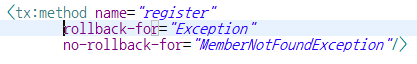 <tx:method name="register"
rollback-for="Exception"
no-rollback-for="MemberNotFoundException"/>